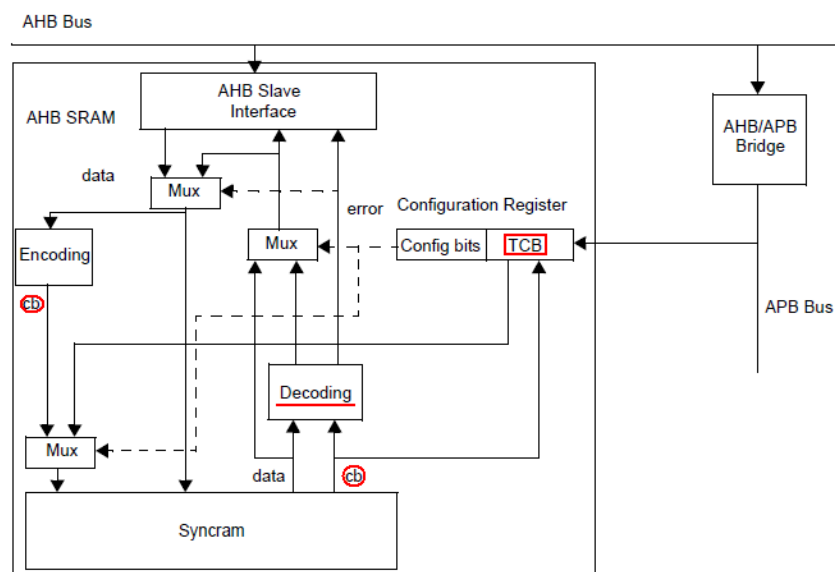 AHB Bus
AHB Slave
Interface
AHB SRAM
AHB/APB
Bridge
data
Mux
error
Configuration Register
Encoding
Mux
Config bits
TCB
cb
APB Bus
Decoding
Mux
data
cb
Syncram